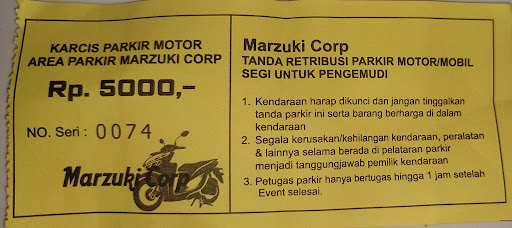 KARCIS PARKIR MOTOR
AREA PARKIR MARZUKI CORP
Rp. 5000,-
NO. Seri : 0074
Marzuki Corp
Marzuki Corp
TANDA RETRIBUSI PARKIR MOTOR/MOBIL
SEGI UNTUK PENGEMUDI
1. Kendaraan harap dikunci dan jangan tinggalkan
tanda parkir ini serta barang berharga di dalam
kendaraan
2. Segala kerusakan/kehilangan kendaraan, peralatan
& lainnya selama berada di pelataran parkir
menjadi tanggungjawab pemilik kendaraan
3. Petugas parkir hanya bertugas hingga 1 jam setelah
Event selesai.